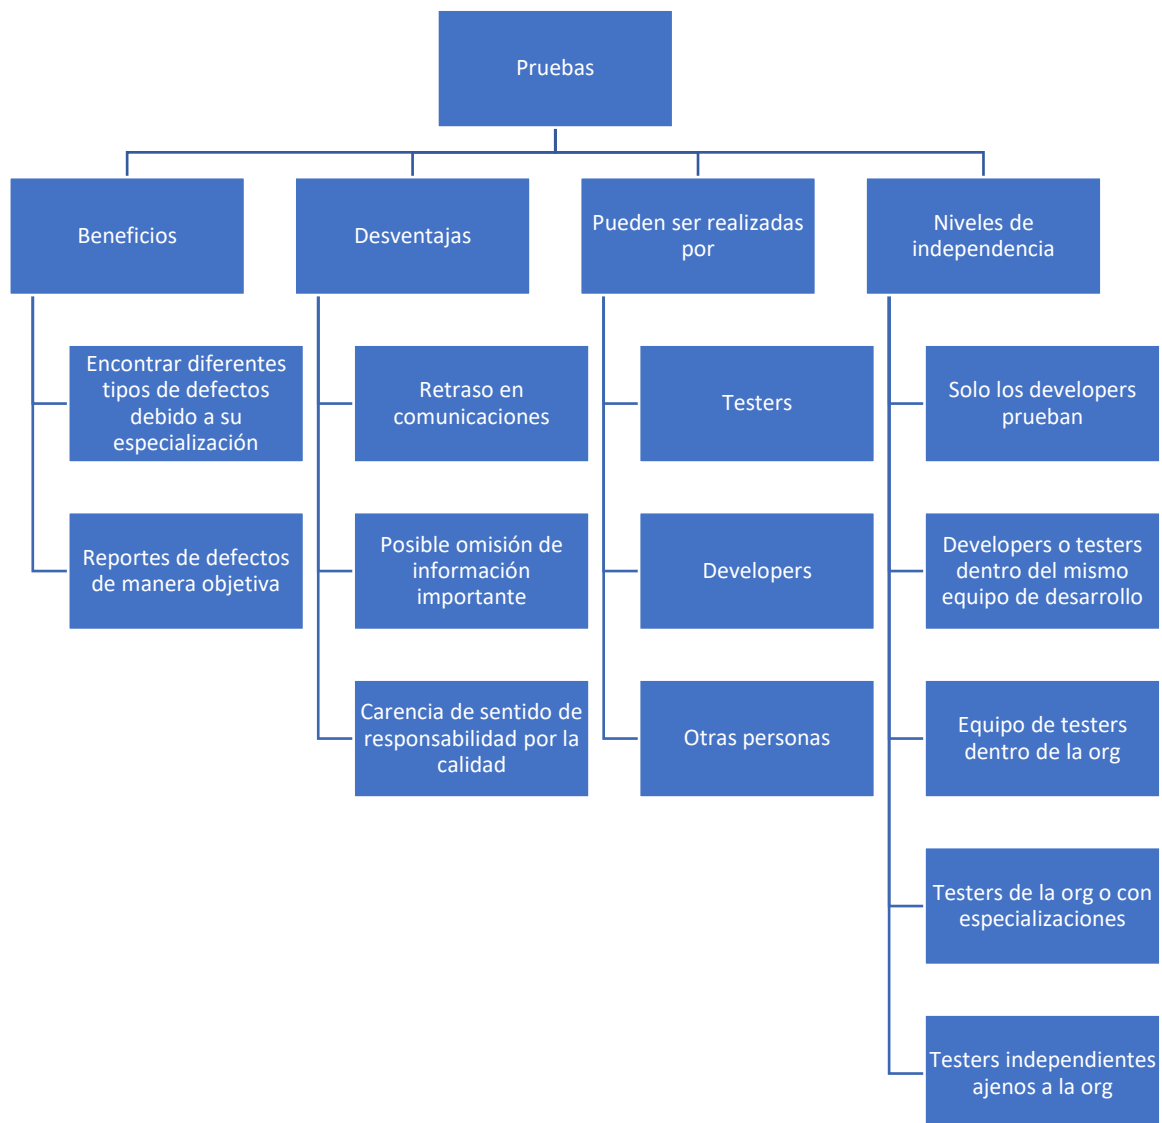 Pruebas
Beneficios
Desventajas
Pueden ser realizadas
por
Niveles de
independencia
Encontrar diferentes
tipos de defectos
debido a su
especialización
Reportes de defectos
de manera objetiva
Retraso en
comunicaciones
Posible omisión de
información
importante
Carencia de sentido de
responsabilidad por la
calidad
Testers
Developers
Otras personas
Solo los developers
prueban
Developers o testers
dentro del mismo
equipo de desarrollo
Equipo de testers
dentro de la org
Testers de la org o con
especializaciones
Testers independientes
ajenos a la org